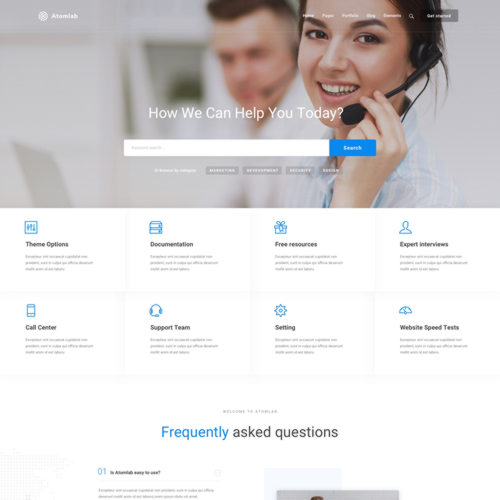 Atomlab
Home Pages Portfolio Blog Elements
Get started
How We Can Help You Today?
Keyword search...
Search
Or browse by category
MARKETING DEVELOPMENT SECURITY DESIGN
Theme Options
Excepteur sint occaecat cupidatat non
proident, sunt in culpa qui officia deserunt
mollit anim id est labore.
Documentation
Excepteur sint occaecat cupidatat non
proident, sunt in culpa qui officia deserunt
mollit anim id est labore.
Free resources
Excepteur sint occaecat cupidatat non
proident, sunt in culpa qui officia deserunt
mollit anim id est labore.
Expert interviews
Excepteur sint occaecat cupidatat non
proident, sunt in culpa qui officia deserunt
mollit anim id est labore.
Call Center
Excepteur sint occaecat cupidatat non
proident, sunt in culpa qui officia deserunt
mollit anim id est labore.
Support Team
Excepteur sint occaecat cupidatat non
proident, sunt in culpa qui officia deserunt
mollit anim id est labore.
Setting
Excepteur sint occaecat cupidatat non
proident, sunt in culpa qui officia deserunt
mollit anim id est labore.
Website Speed Tests
Excepteur sint occaecat cupidatat non
proident, sunt in culpa qui officia deserunt
mollit anim id est labore.
WELCOME TO ATOMLAB
Frequently asked questions
01 Is Atomlab easy to use?
Excepteur sint occaecat cupidatat non proident, sunt
in culpa qui officia deserunt mollit anim id est